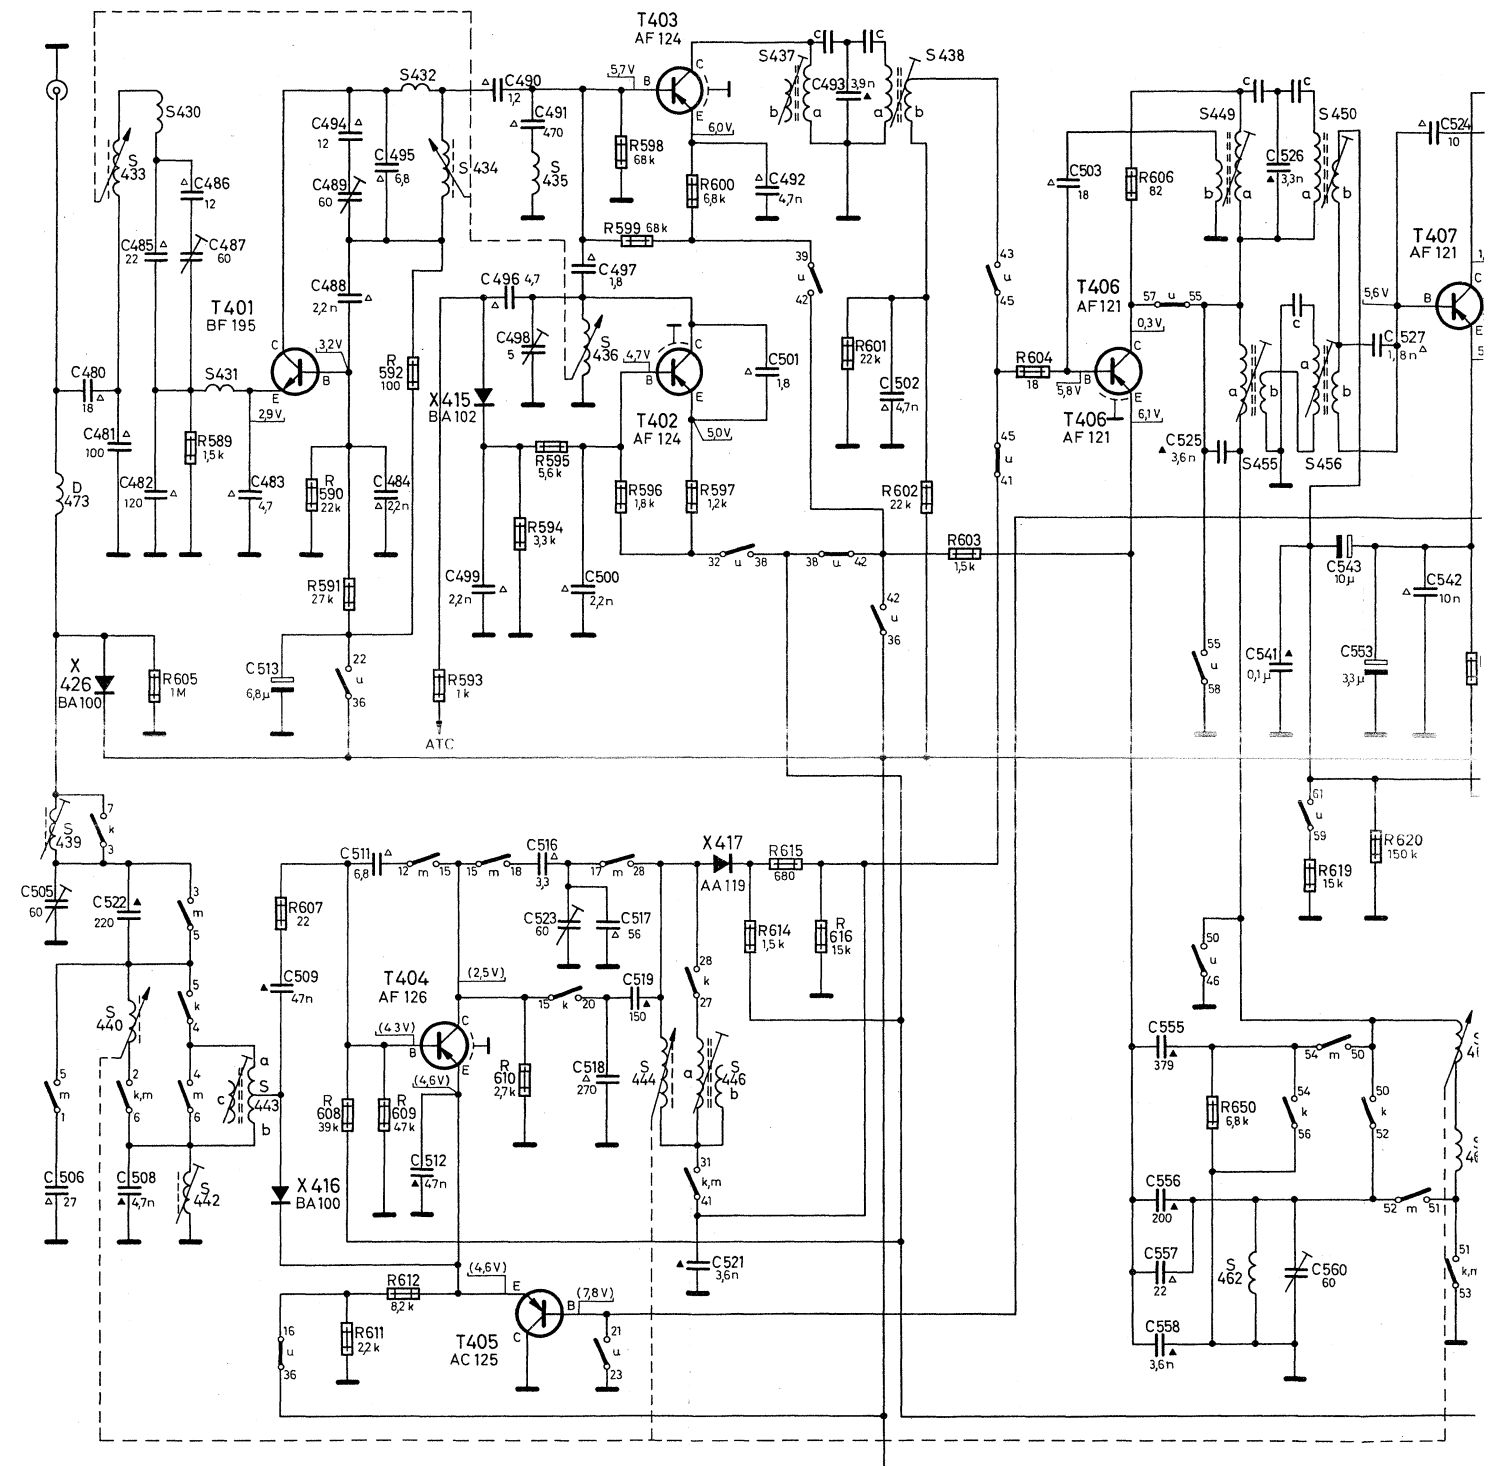 T403
AF 124
C
5,7V
B
E
6,0V
S437
c
c
C493
3,9n
b
a
a
b
S438
S430
S
433
C486
12
C485
22
C487
60
S432
C494
12
C495
6,8
C489
60
S434
C490
1,2
C491
470
S
435
R598
68k
R600
6,8k
C492
4,7n
R599 68k
C497
1,8
C488
2,2n
T401
BF 195
C
3,2V
B
E
2,9V
S431
C480
18
C481
100
C482
120
R589
1,5k
C483
4,7
R
590
22k
C484
2,2n
R
592
100
C496 4,7
C498
5
X415
BA102
S
436
4,7V
B
C
E
T402
AF 124
5,0V
C501
1,8
39
u
42
R601
22k
C502
4,7n
43
u
45
R604
18
45
u
41
R595
5,6k
R594
3,3k
R596
1,8k
R597
1,2k
R602
22k
C499
2,2n
C500
2,2n
32
u
38
38
u
42
R603
1,5k
42
u
36
D
473
R591
27k
X
426
BA100
R605
1M
C513
6,8µ
22
u
36
R593
1k
ATC
C503
18
R606
82
S449
c
c
S450
C526
3,3n
b
a
a
b
C524
10
T407
AF 121
5,6V
B
C
E
C527
1,8n
T406
AF121
57
u
55
0,3V
C
B
5,8V
E
6,1V
T406
AF 121
c
a
b
a
b
C525
3,6n
S455
S456
C543
10µ
C542
10n
C541
0,1µ
C553
3,3µ
55
u
58
61
u
59
R619
15k
R620
150k
50
u
46
S
439
7
k
3
C505
60
C522
220
3
m
5
5
k
4
S
440
5
m
1
2
k,m
6
4
m
6
a
S
443
c
b
C506
27
C508
4,7n
S
442
R607
22
C509
47n
C511
6,8
12
m
15
15
m
18
C516
3,3
17
m
28
X417
AA119
R615
680
C523
60
C517
56
R614
1,5k
R
616
15k
T404
AF 126
(2,5V)
(4,3V)
B
C
E
(4,6V)
15
k
20
C519
150
28
k
27
R
608
39k
R
609
47k
R
610
2,7k
C518
270
S
444
a
S
446
b
C512
47n
X416
BA100
31
k,m
41
C521
3,6n
R612
8,2k
R611
2,2k
16
u
36
(4,6V)
E
C
B
(7,8V)
T405
AC 125
21
u
23
C555
379
54
m
50
R650
6,8k
54
k
56
50
k
52
C556
200
C557
22
C558
3,6n
S
462
C560
60
52
m
51
51
53